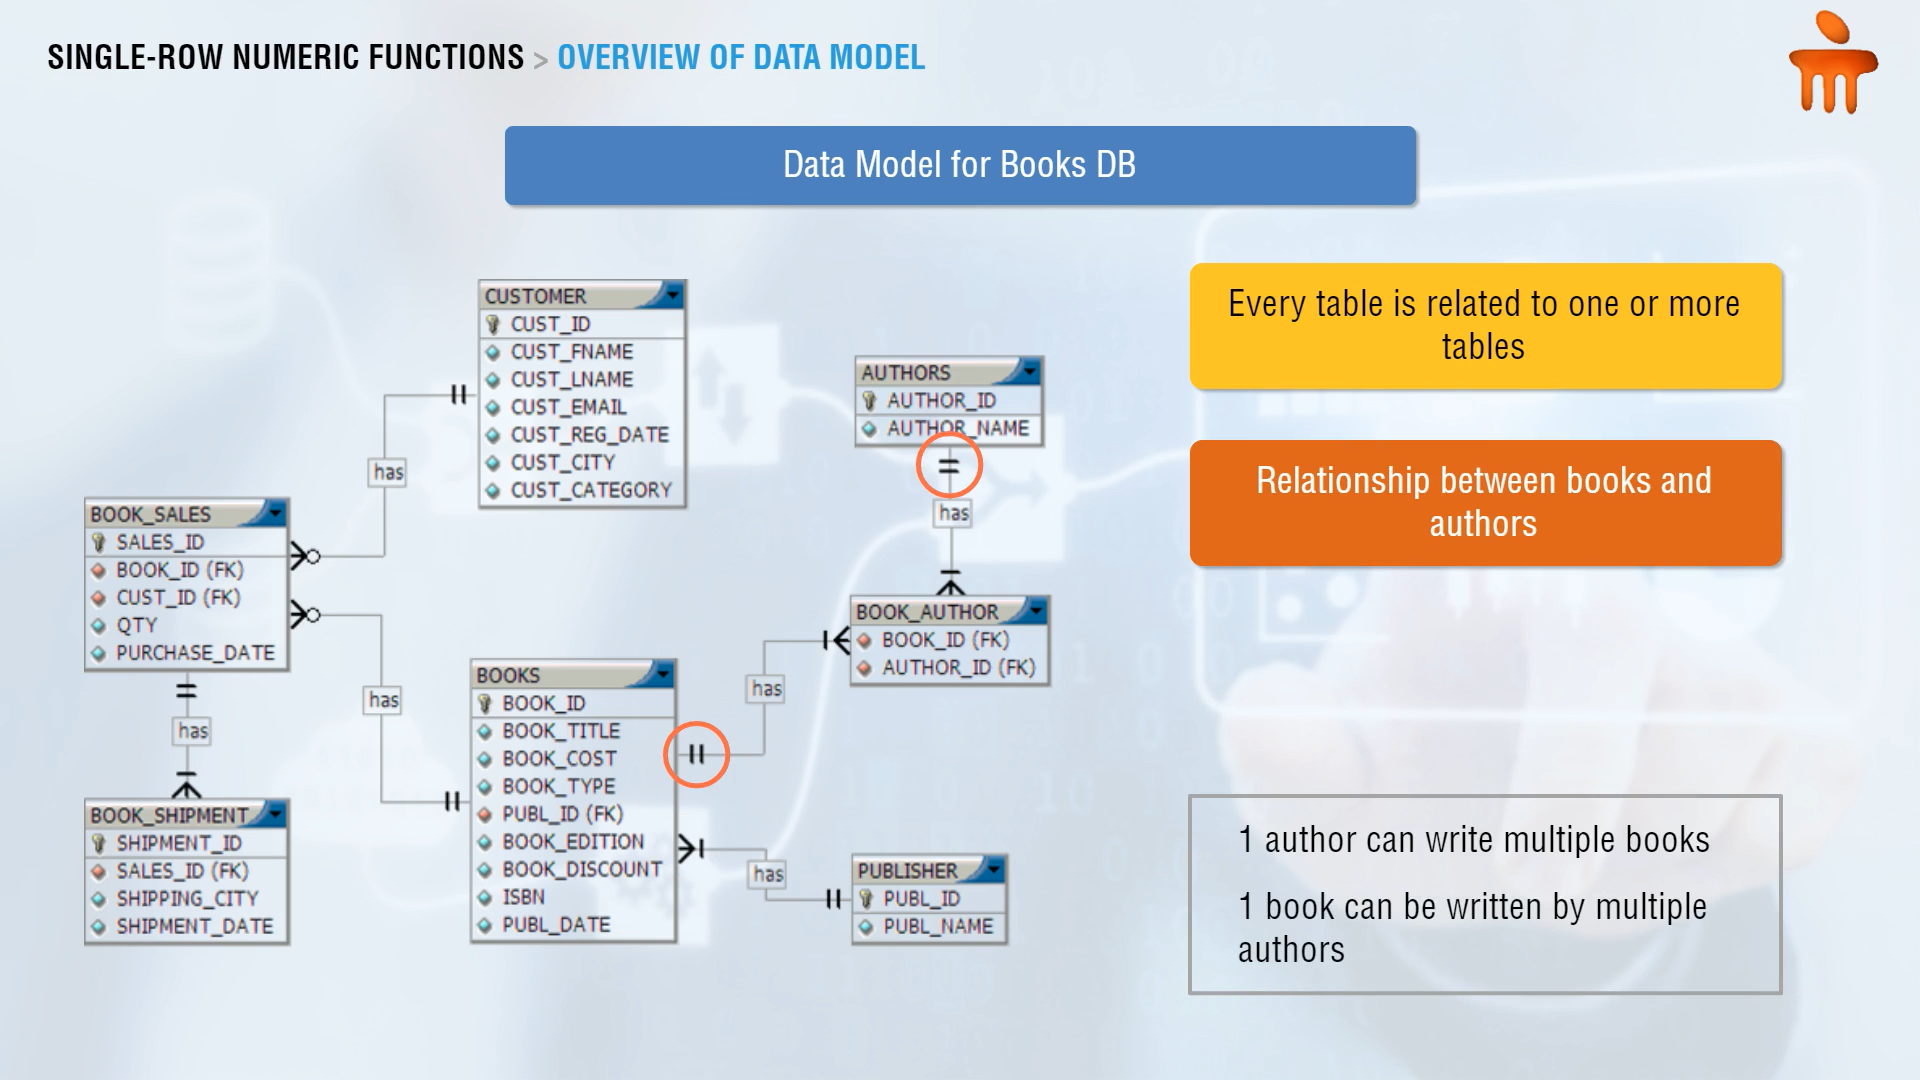 SINGLE-ROW NUMERIC FUNCTIONS > OVERVIEW OF DATA MODEL
Data Model for Books DB
CUSTOMER
CUST_ID
CUST_FNAME
CUST_LNAME
CUST_EMAIL
CUST_REG_DATE
CUST_CITY
CUST_CATEGORY
has
AUTHORS
AUTHOR_ID
AUTHOR_NAME
has
BOOK_SALES
SALES_ID
BOOK_ID (FK)
CUST_ID (FK)
QTY
PURCHASE_DATE
has
has
BOOK_AUTHOR
BOOK_ID (FK)
AUTHOR_ID (FK)
has
BOOKS
BOOK_ID
BOOK_TITLE
BOOK_COST
BOOK_TYPE
PUBL_ID (FK)
BOOK_EDITION
BOOK_DISCOUNT
ISBN
PUBL_DATE
BOOK_SHIPMENT
SHIPMENT_ID
SALES_ID (FK)
SHIPPING_CITY
SHIPMENT_DATE
has
PUBLISHER
PUBL_ID
PUBL_NAME
Every table is related to one or more
tables
Relationship between books and
authors
1 author can write multiple books
1 book can be written by multiple
authors